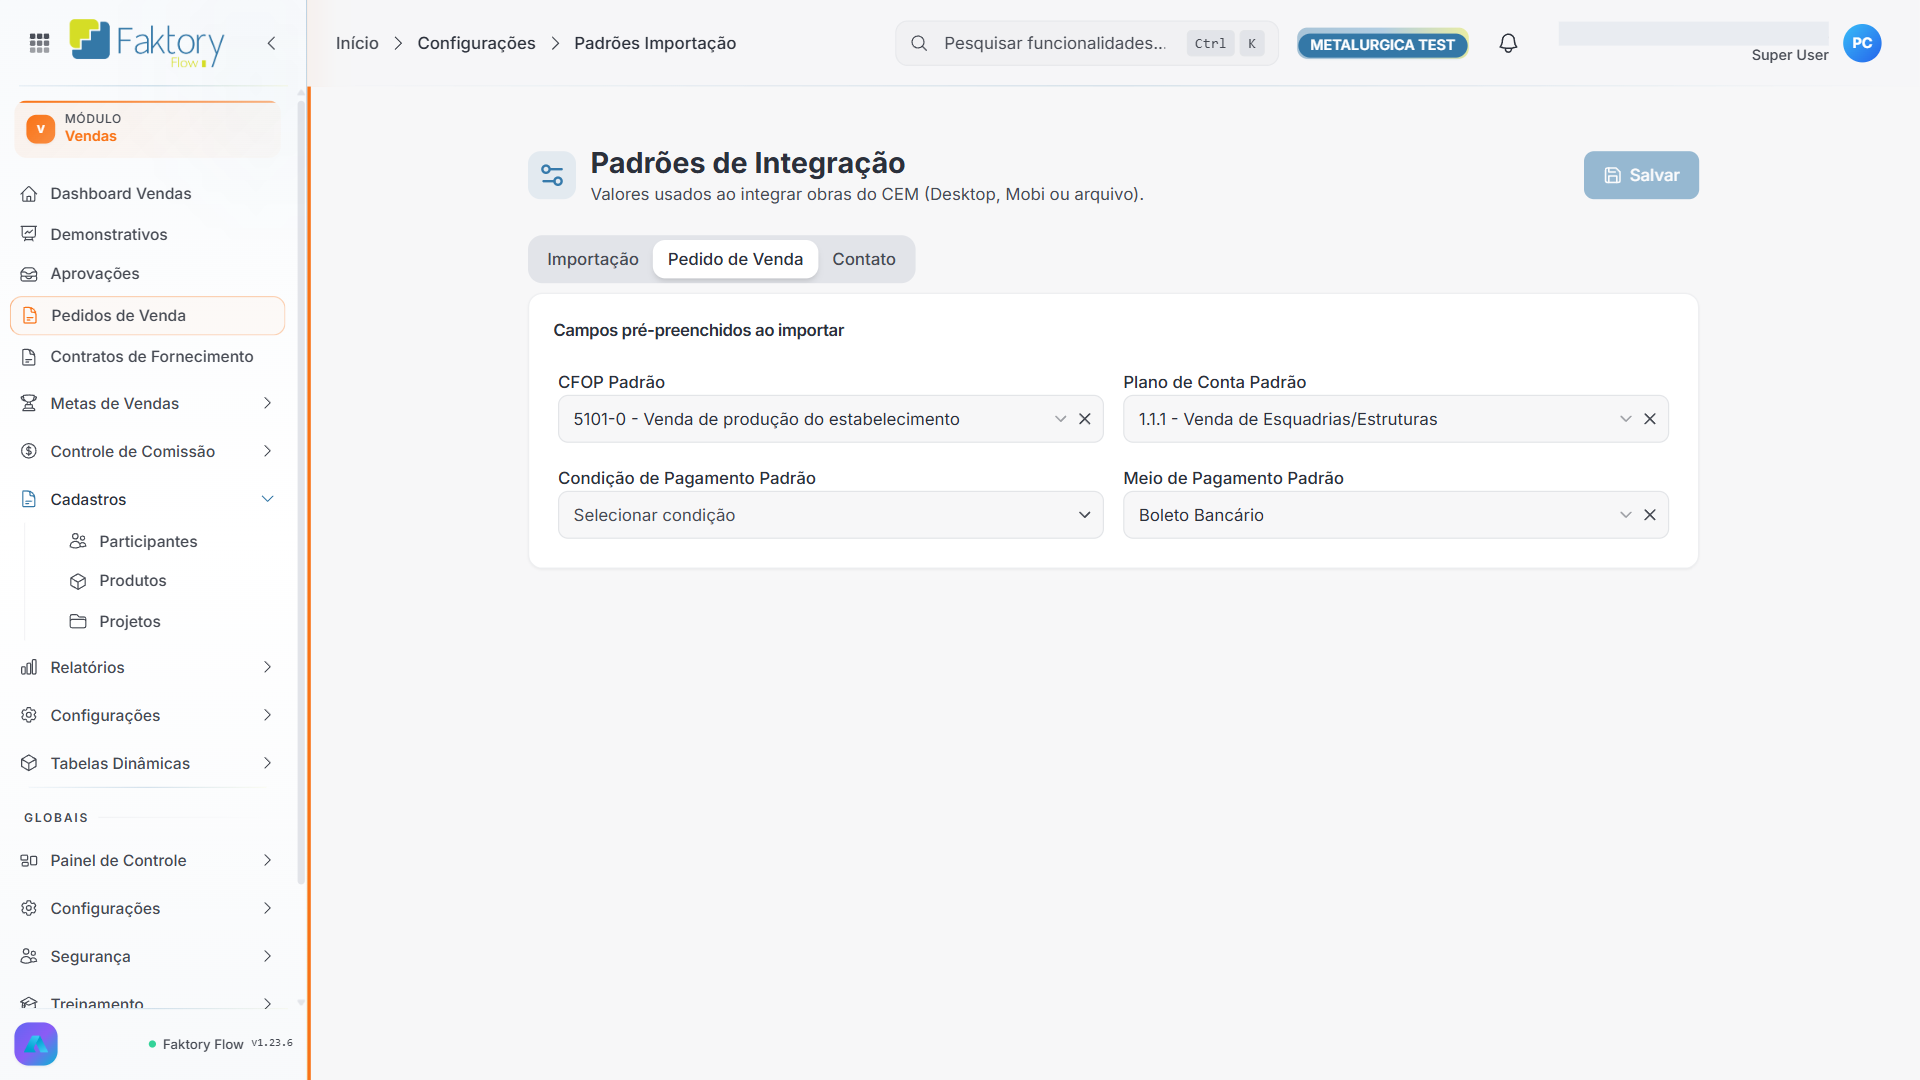 Faktory
Flow
Início
Configurações
Padrões Importação
Pesquisar funcionalidades...
Ctrl
K
METALURGICA TEST
Super User
PC
V
MÓDULO
Vendas
Dashboard Vendas
Demonstrativos
Aprovações
Pedidos de Venda
Contratos de Fornecimento
Metas de Vendas
Controle de Comissão
Cadastros
Participantes
Produtos
Projetos
Relatórios
Configurações
Tabelas Dinâmicas
GLOBAIS
Painel de Controle
Configurações
Segurança
Treinamento
Faktory Flow v1.23.6
Padrões de Integração
Valores usados ao integrar obras do CEM (Desktop, Mobi ou arquivo).
Salvar
Importação
Pedido de Venda
Contato
Campos pré-preenchidos ao importar
CFOP Padrão
5101-0 - Venda de produção do estabelecimento
Plano de Conta Padrão
1.1.1 - Venda de Esquadrias/Estruturas
Condição de Pagamento Padrão
Selecionar condição
Meio de Pagamento Padrão
Boleto Bancário